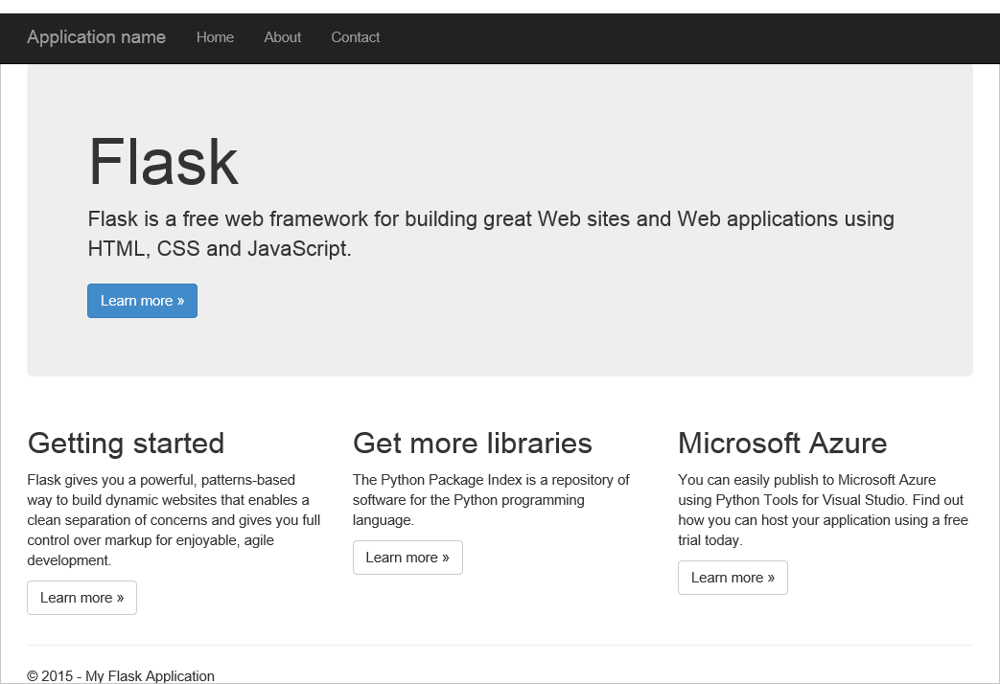 Application name Home About Contact
Flask
Flask is a free web framework for building great Web sites and Web applications using
HTML, CSS and JavaScript.
Learn more »
Getting started
Flask gives you a powerful, patterns-based
way to build dynamic websites that enables a
clean separation of concerns and gives you full
control over markup for enjoyable, agile
development.
Learn more »
Get more libraries
The Python Package Index is a repository of
software for the Python programming
language.
Learn more »
Microsoft Azure
You can easily publish to Microsoft Azure
using Python Tools for Visual Studio. Find out
how you can host your application using a free
trial today.
Learn more »
© 2015 - My Flask Application